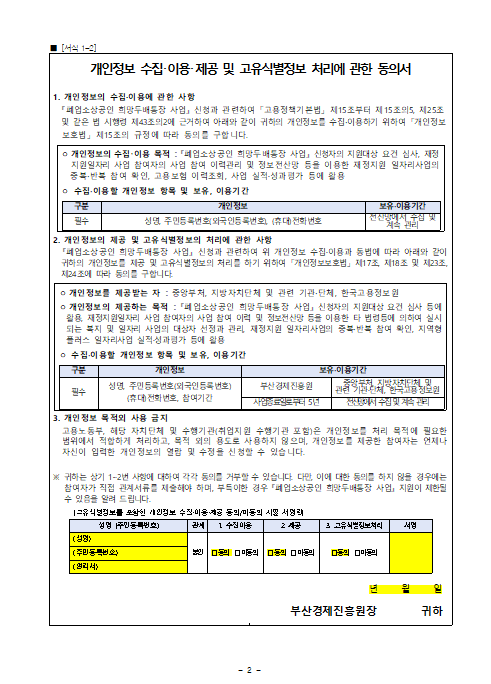 ■ [서식 1-2]
개인정보 수집·이용·제공 및 고유식별정보 처리에 관한 동의서
1. 개인정보의 수집·이용에 관한 사항
「폐업소상공인 희망두배통장 사업」신청과 관련하여「고용정책기본법」제15조부터 제15조의5, 제25조
및 같은 법 시행령 제43조의2에 근거하여 아래와 같이 귀하의 개인정보를 수집·이용하기 위하여「개인정보
보호법」제15조의 규정에 따라 동의를 구합니다.
ㅇ 개인정보의 수집·이용 목적 :「폐업소상공인 희망두배통장 사업」신청자의 지원대상 요건 심사, 재정
지원일자리 사업 참여자의 사업 참여 이력관리 및 정보전산망 등을 이용한 재정지원 일자리사업의
중복·반복 참여 확인, 고용보험 이력조회, 사업 실적·성과평가 등에 활용
ㅇ 수집·이용할 개인정보 항목 및 보유, 이용기간
구분 개인정보 보유·이용기간
필수 성명, 주민등록번호(외국인등록번호), (휴대)전화번호 전산망에서 수집 및
계속 관리
2. 개인정보의 제공 및 고유식별정보의 처리에 관한 사항
「폐업소상공인 희망두배통장 사업」신청과 관련하여 위 개인정보 수집·이용과 동법에 따라 아래와 같이
귀하의 개인정보를 제공 및 고유식별정보의 처리를 하기 위하여「개인정보보호법」제17조, 제18조 및 제23조,
제24조에 따라 동의를 구합니다.
ㅇ 개인정보를 제공받는 자 : 중앙부처, 지방자치단체 및 관련 기관·단체, 한국고용정보원
ㅇ 개인정보의 제공하는 목적 :「폐업소상공인 희망두배통장 사업」신청자의 지원대상 요건 심사 등에
활용, 재정지원일자리 사업 참여자의 사업 참여 이력 및 정보전산망 등을 이용한 타 법령등에 의하여 실시
되는 복지 및 일자리 사업의 대상자 선정과 관리, 재정지원 일자리사업의 중복·반복 참여 확인, 지역형
플러스 일자리사업 실적·성과평가 등에 활용
ㅇ 수집·이용할 개인정보 항목 및 보유, 이용기간
구분 개인정보 보유·이용기간
필수 성명, 주민등록번호(외국인등록번호)
(휴대)전화번호, 참여기간
부산경제진흥원 중앙부처, 지방자치단체 및
관련 기관·단체, 한국고용정보원
사업종료일로부터 5년 전산망에서 수집 및 계속 관리
3. 개인정보 목적외 사용 금지
고용노동부, 해당 자치단체 및 수행기관(취업지원 수행기관 포함)은 개인정보를 처리 목적에 필요한
범위에서 적합하게 처리하고, 목적 외의 용도로 사용하지 않으며, 개인정보를 제공한 참여자는 언제나
자신이 입력한 개인정보의 열람 및 수정을 신청할 수 있습니다.
※ 귀하는 상기 1~2번 사항에 대하여 각각 동의를 거부할 수 있습니다. 다만, 이에 대한 동의를 하지 않을 경우에는
참여자가 직접 관계서류를 제출해야 하며, 부득이한 경우「폐업소상공인 희망두배통장 사업」지원이 제한될
수 있음을 알려 드립니다.
(고유식별정보를 포함한 개인정보 수집·이용·제공 동의/미동의 시필 서명란)
성명 (주민등록번호) 관계 1. 수집·이용 2. 제공 3. 고유식별정보처리 서명
(성명)
(주민등록번호) 본인 □동의 □미동의 □동의 □미동의 □동의 □미동의
(연락처)
년 월 일
부산경제진흥원장 귀하
- 2 -